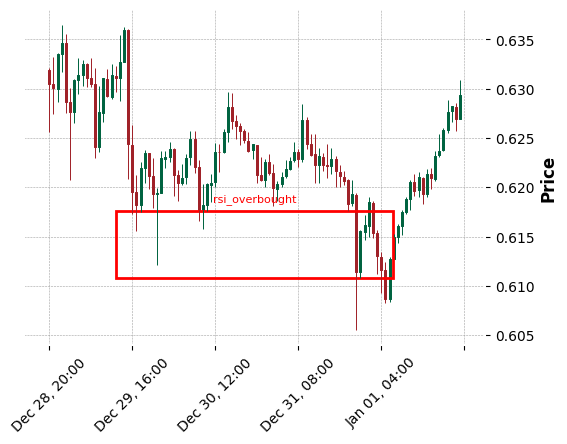 0.635
0.630
0.625
0.620
0.615
0.610
0.605
Price
rsi_overbought
Dec 28, 20:00
Dec 29, 16:00
Dec 30, 12:00
Dec 31, 08:00
Jan 01, 04:00